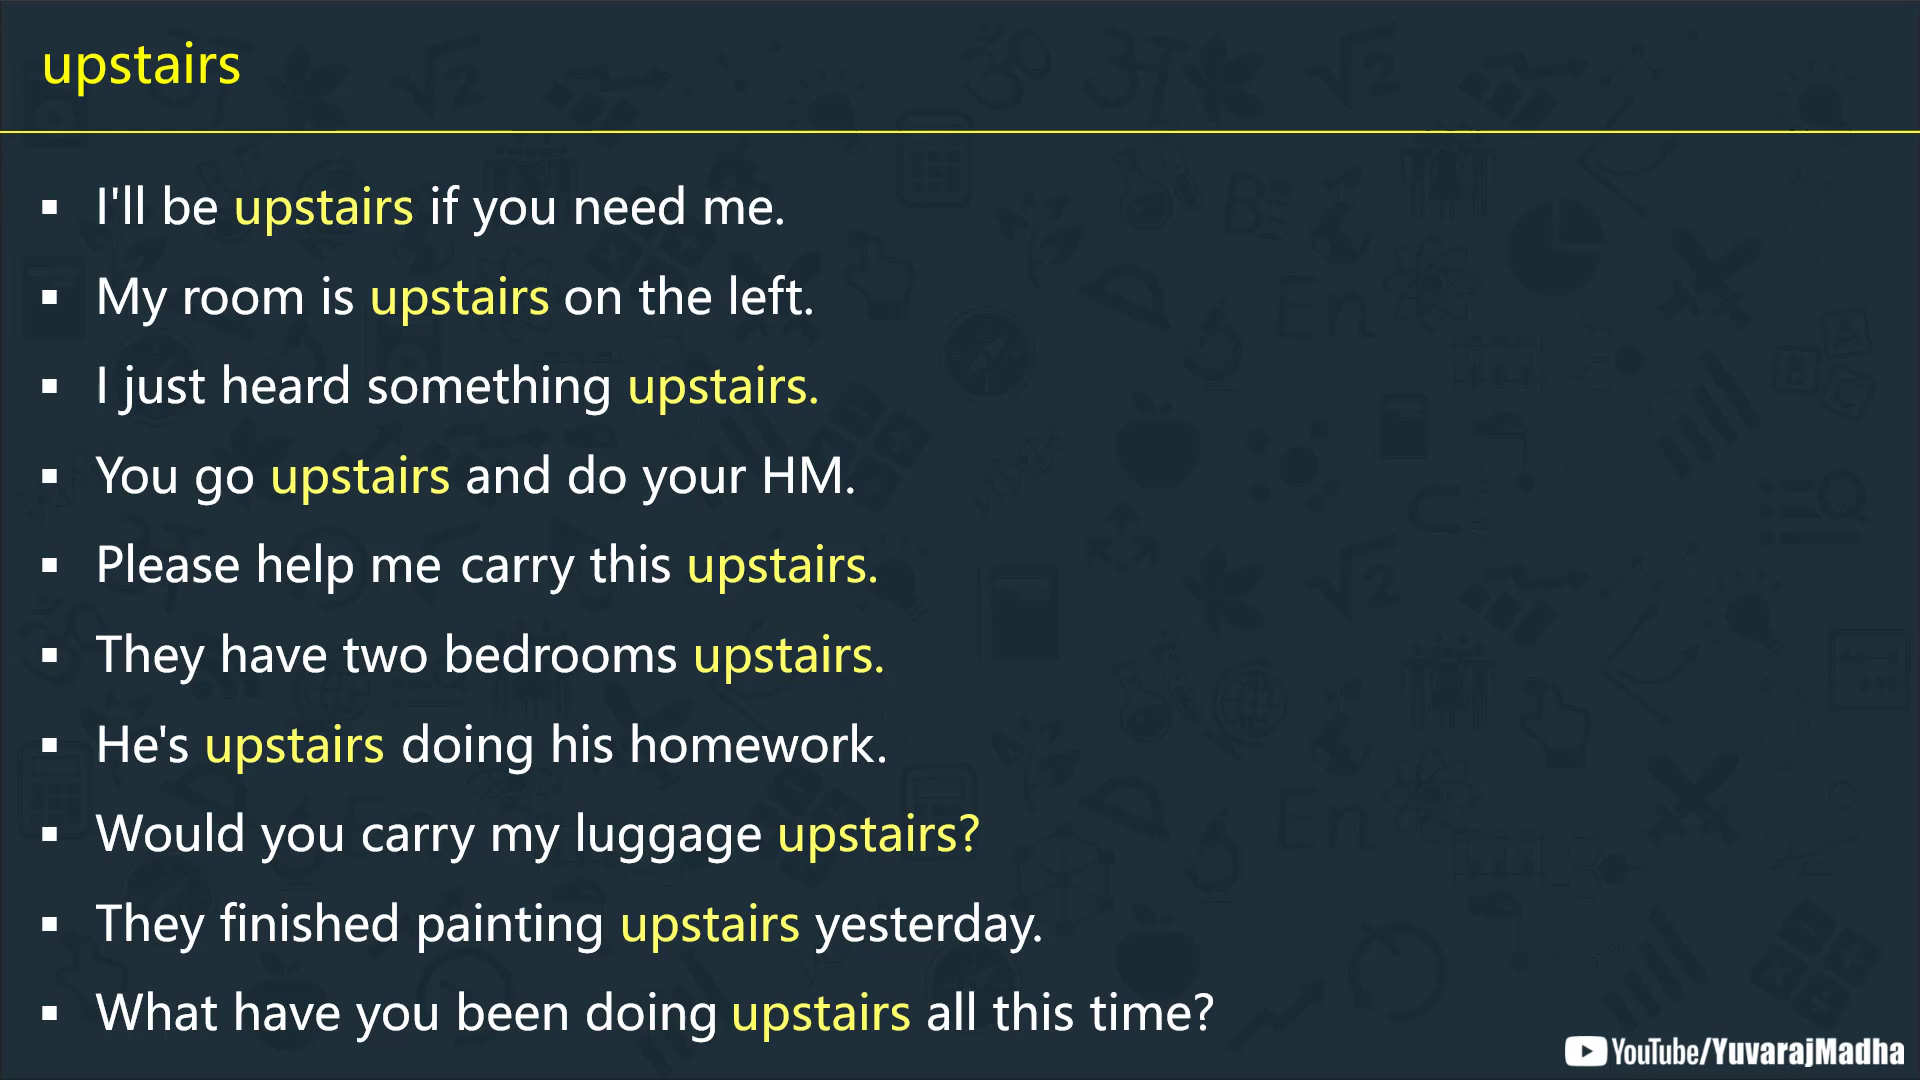 upstairs
▪ I'll be upstairs if you need me.
▪ My room is upstairs on the left.
▪ I just heard something upstairs.
▪ You go upstairs and do your HM.
▪ Please help me carry this upstairs.
▪ They have two bedrooms upstairs.
▪ He's upstairs doing his homework.
▪ Would you carry my luggage upstairs?
▪ They finished painting upstairs yesterday.
▪ What have you been doing upstairs all this time?
YouTube/YuvarajMadha